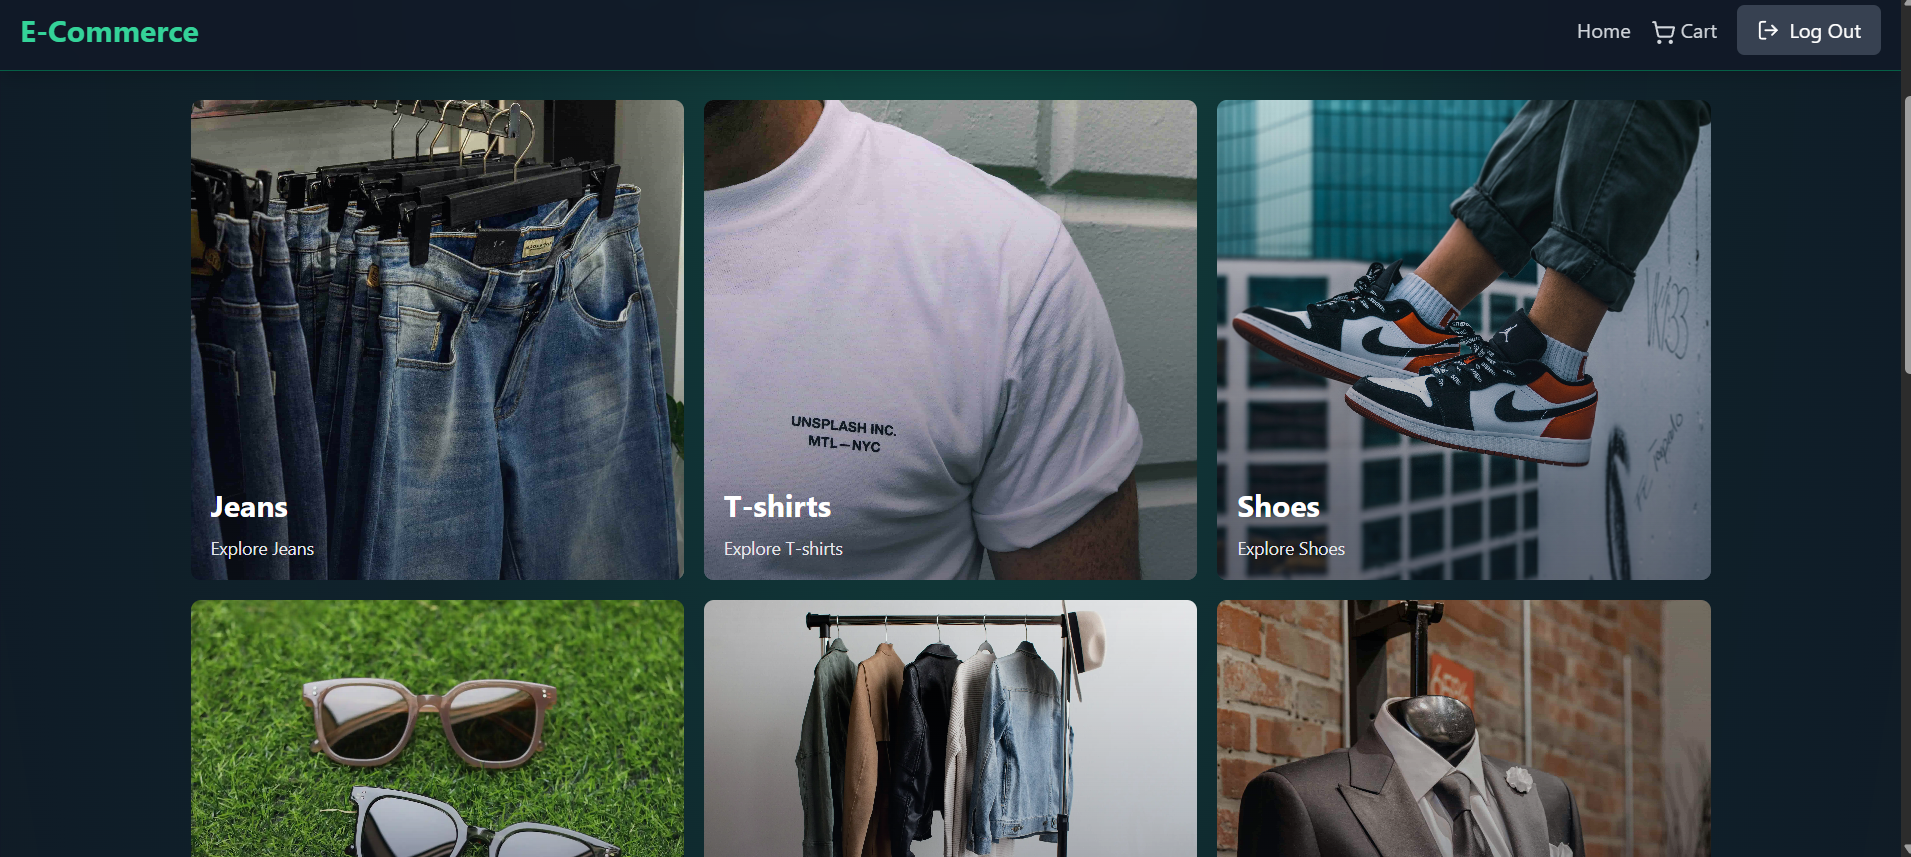 E-Commerce
Home
Cart
Log Out
UNSPLASH INC.
MTL—NYC
Jeans
Explore Jeans
T-shirts
Explore T-shirts
Shoes
Explore Shoes